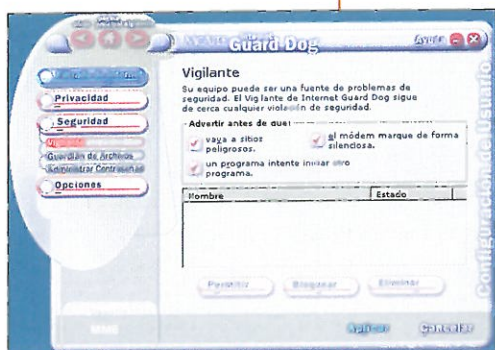 Guard Dog
Ayuda
Privacidad
Seguridad
Vigilante
Guardián de Archivos
Administrar Contraseñas
Opciones
Vigilante
Su equipo puede ser una fuente de problemas de
seguridad. El Vigilante de Internet Guard Dog sigue
de cerca cualquier violación de seguridad.
Advertir antes de que:
vaya a sitios
peligrosos.
el módem marque de forma
silenciosa.
un programa intente iniciar otro
programa.
Nombre
Estado
Permitir
Bloquear
Eliminar
Aplicar
Cancelar
Configuración de Usuario